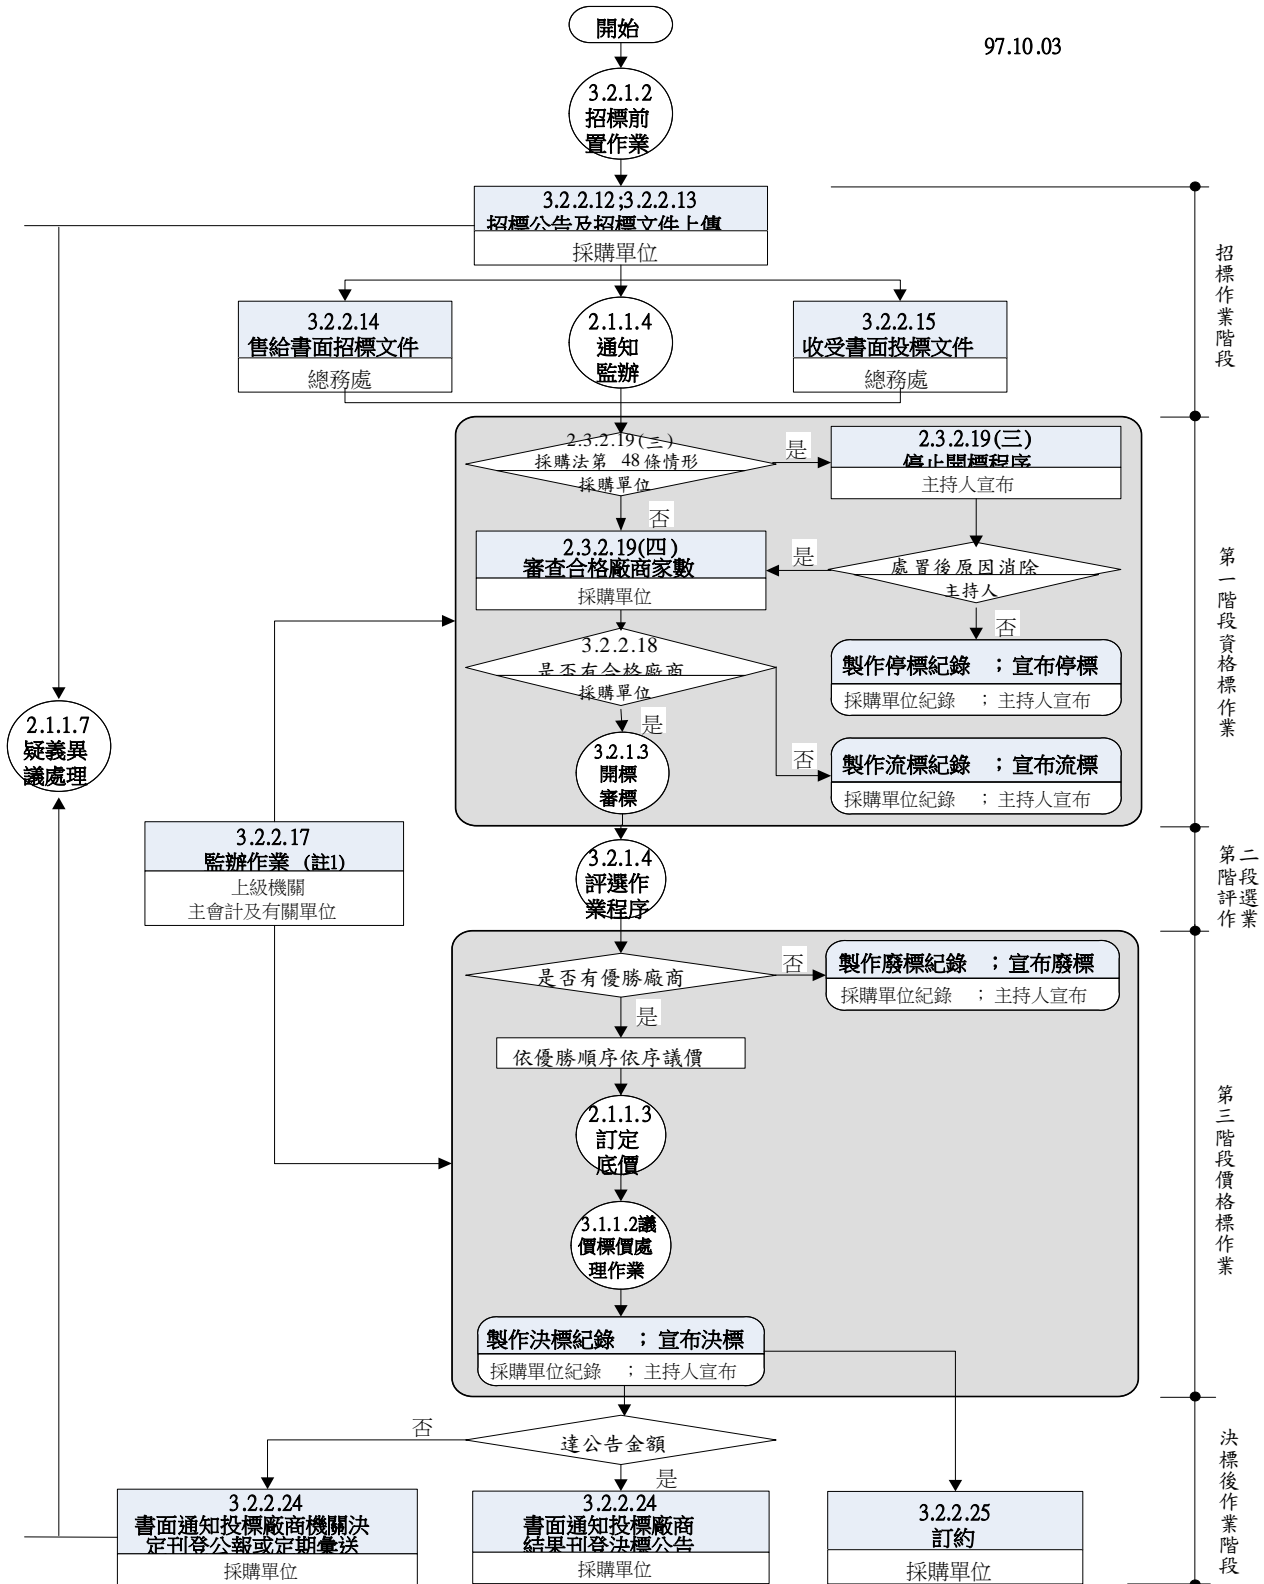 開始
97.10.03
3.2.1.2
招標前
置作業
3.2.2.12;3.2.2.13
招標公告及招標文件上傳
採購單位
招標作業階段
3.2.2.14
售給書面招標文件
總務處
2.1.1.4
通知
監辦
3.2.2.15
收受書面投標文件
總務處
2.3.2.19(三)
採購法第 48條情形
採購單位
是
2.3.2.19(三)
停止開標程序
主持人宣布
否
2.3.2.19(四)
審查合格廠商家數
採購單位
是
處置後原因消除
主持人
否
第一階段資格標作業
3.2.2.18
是否有合格廠商
採購單位
製作停標紀錄 ；宣布停標
採購單位紀錄 ；主持人宣布
是
2.1.1.7
疑義異
議處理
3.2.1.3
開標
審標
否
製作流標紀錄 ；宣布流標
採購單位紀錄 ；主持人宣布
3.2.2.17
監辦作業 (註1)
上級機關
主會計及有關單位
3.2.1.4
評選作
業程序
第二階段評選作業
是否有優勝廠商
否
製作廢標紀錄 ；宣布廢標
採購單位紀錄 ；主持人宣布
是
依優勝順序依序議價
2.1.1.3
訂定
底價
第三階段價格標作業
3.1.1.2議
價標價處
理作業
製作決標紀錄 ；宣布決標
採購單位紀錄 ；主持人宣布
否
達公告金額
是
決標後作業階段
3.2.2.24
書面通知投標廠商機關決
定刊登公報或定期彙送
採購單位
3.2.2.24
書面通知投標廠商
結果刊登決標公告
採購單位
3.2.2.25
訂約
採購單位